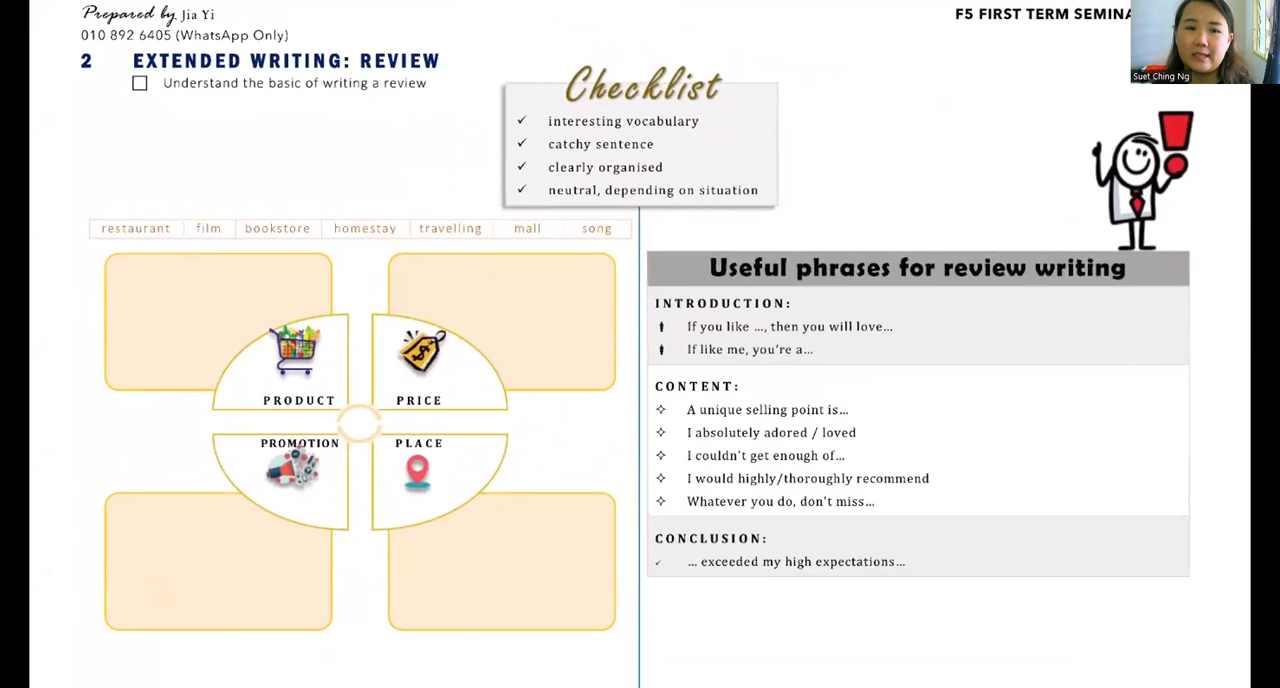 Prepared by Jia Yi
010 892 6405 (WhatsApp Only)
F5 FIRST TERM SEMINA
Suet Ching Ng
2 EXTENDED WRITING: REVIEW
Understand the basic of writing a review
Checklist
✓ interesting vocabulary
✓ catchy sentence
✓ clearly organised
✓ neutral, depending on situation
restaurant film bookstore homestay travelling mall song
PRODUCT PRICE
PROMOTION PLACE
Useful phrases for review writing
INTRODUCTION:
If you like …, then you will love…
If like me, you're a…
CONTENT:
A unique selling point is…
I absolutely adored / loved
I couldn't get enough of…
I would highly/thoroughly recommend
Whatever you do, don't miss…
CONCLUSION:
✓ … exceeded my high expectations…